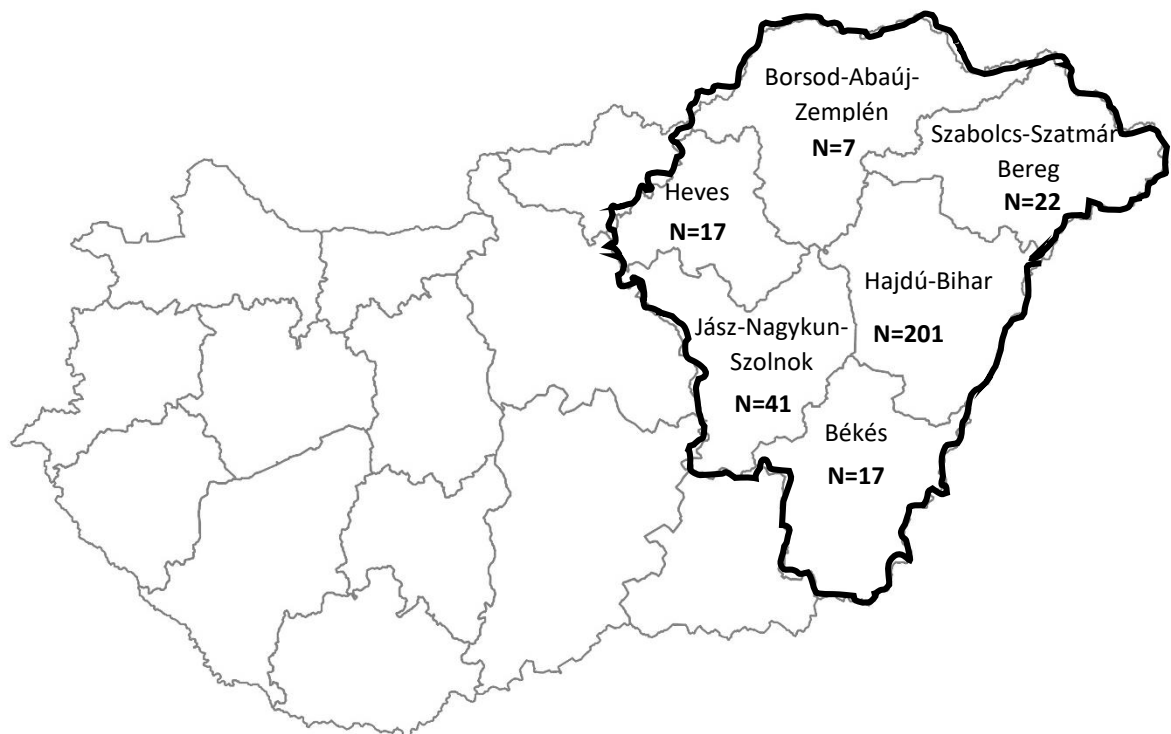 Borsod-Abaúj-
Zemplén
N=7
Szabolcs-Szatmár
Bereg
N=22
Heves
N=17
Hajdú-Bihar
N=201
Jász-Nagykun-
Szolnok
N=41
Békés
N=17